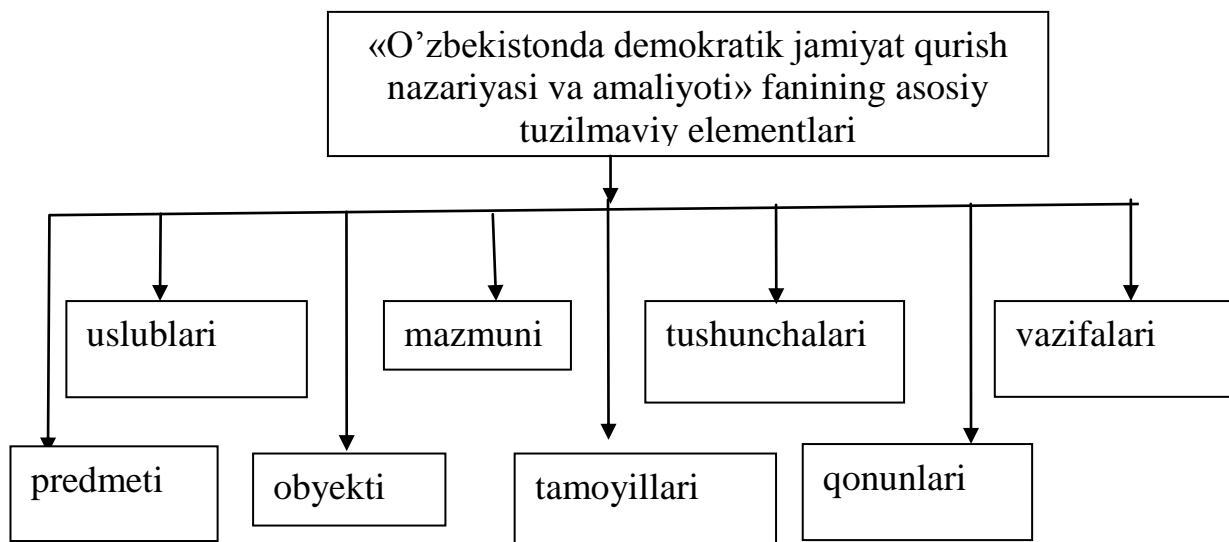 «O’zbekistonda demokratik jamiyat qurish
nazariyasi va amaliyoti» fanining asosiy
tuzilmaviy elementlari
uslublari
mazmuni
tushunchalari
vazifalari
predmeti
obyekti
tamoyillari
qonunlari